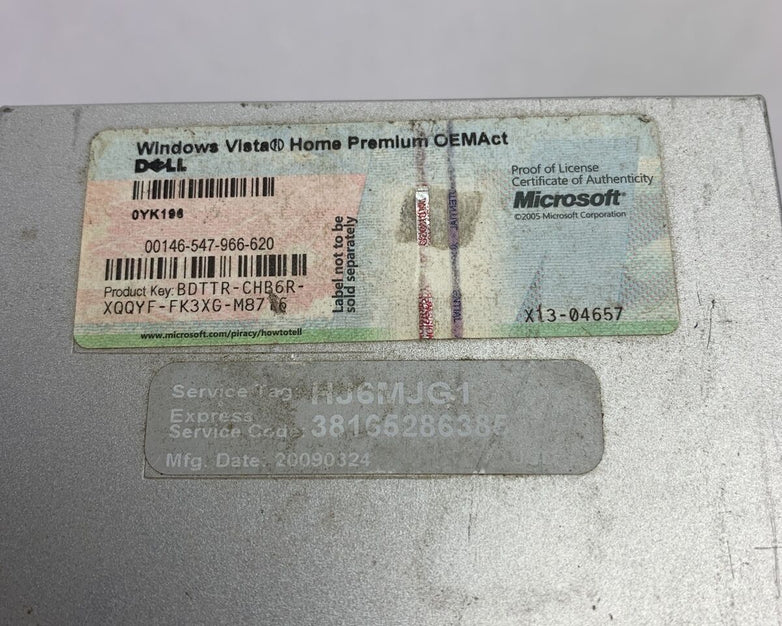 Windows Vista® Home Premium OEMAct
DELL
Proof of License
Certificate of Authenticity
Microsoft®
©2005 Microsoft Corporation
0YK196
00146-547-966-620
Label not to be
sold separately
Product Key: BDTTR-CHB6R-
XQQYF-FK3XG-
X13-04657
www.microsoft.com/piracy/howtotell
Service Tag: HJ6MJG1
Express
Service Code: 38165286385
Mfg. Date: 20090324